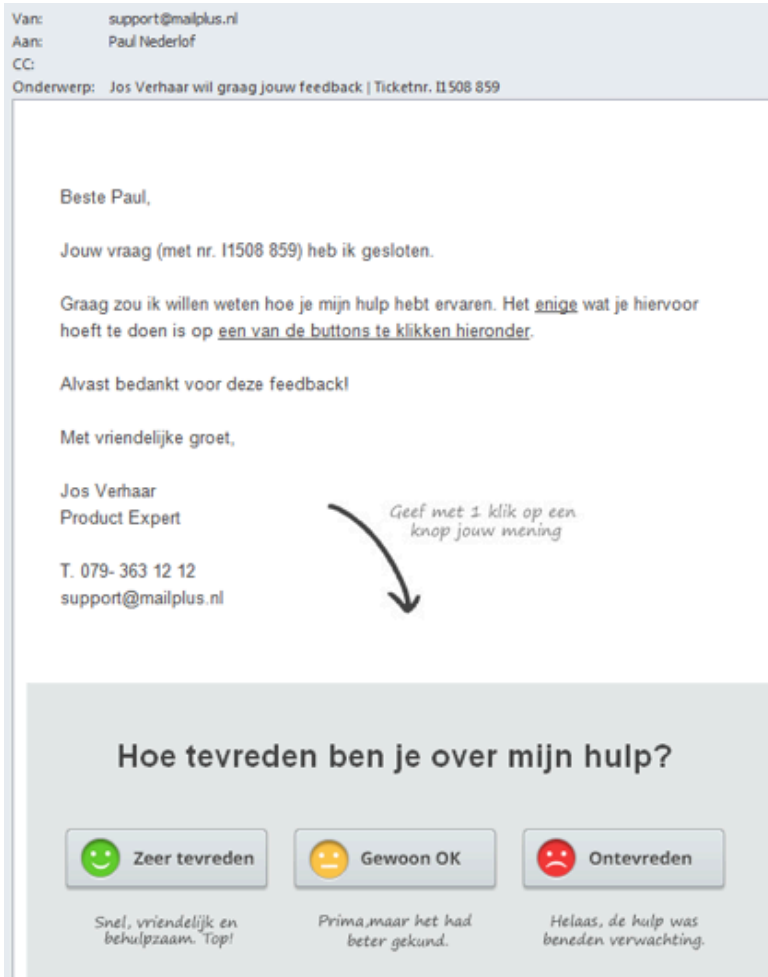 Van: support@mailplus.nl
Aan: Paul Nederlof
CC:
Onderwerp: Jos Verhaar wil graag jouw feedback | Ticketnr. I1508 859
Beste Paul,
Jouw vraag (met nr. I1508 859) heb ik gesloten.
Graag zou ik willen weten hoe je mijn hulp hebt ervaren. Het enige wat je hiervoor
hoeft te doen is op een van de buttons te klikken hieronder.
Alvast bedankt voor deze feedback!
Met vriendelijke groet,
Jos Verhaar
Product Expert
T. 079- 363 12 12
support@mailplus.nl
Geef met 1 klik op een
knop jouw mening
Hoe tevreden ben je over mijn hulp?
Zeer tevreden
Gewoon OK
Ontevreden
Snel, vriendelijk en
behulpzaam. Top!
Prima,maar het had
beter gekund.
Helaas, de hulp was
beneden verwachting.